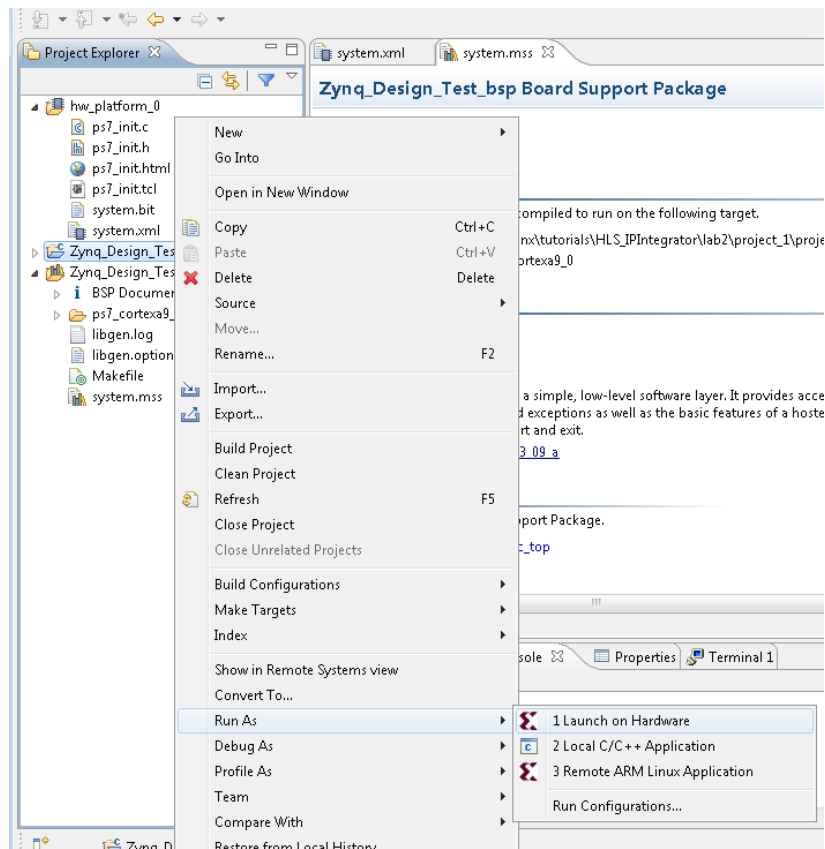 Project Explorer
system.xml
system.mss
Zynq_Design_Test_bsp Board Support Package
hw_platform_0
ps7_init.c
ps7_init.h
ps7_init.html
ps7_init.tcl
system.bit
system.xml
Zynq_Design_Tes
Zynq_Design_Tes
BSP Documer
ps7_cortexa9_
libgen.log
libgen.option
Makefile
system.mss
New
Go Into
Open in New Window
Copy Ctrl+C
Paste Ctrl+V
Delete Delete
Source
Move...
Rename... F2
Import...
Export...
Build Project
Clean Project
Refresh F5
Close Project
Close Unrelated Projects
Build Configurations
Make Targets
Index
Show in Remote Systems view
Convert To...
Run As
Debug As
Profile As
Team
Compare With
Restore from Local History
compiled to run on the following target.
nx\tutorials\HLS_IPIntegrator\lab2\project_1\proje
ortexa9_0
a simple, low-level software layer. It provides acce
d exceptions as well as the basic features of a hoste
rt and exit.
3_09_a
pport Package.
c_top
sole
Properties
Terminal 1
1 Launch on Hardware
2 Local C/C++ Application
3 Remote ARM Linux Application
Run Configurations...
Zynq_D